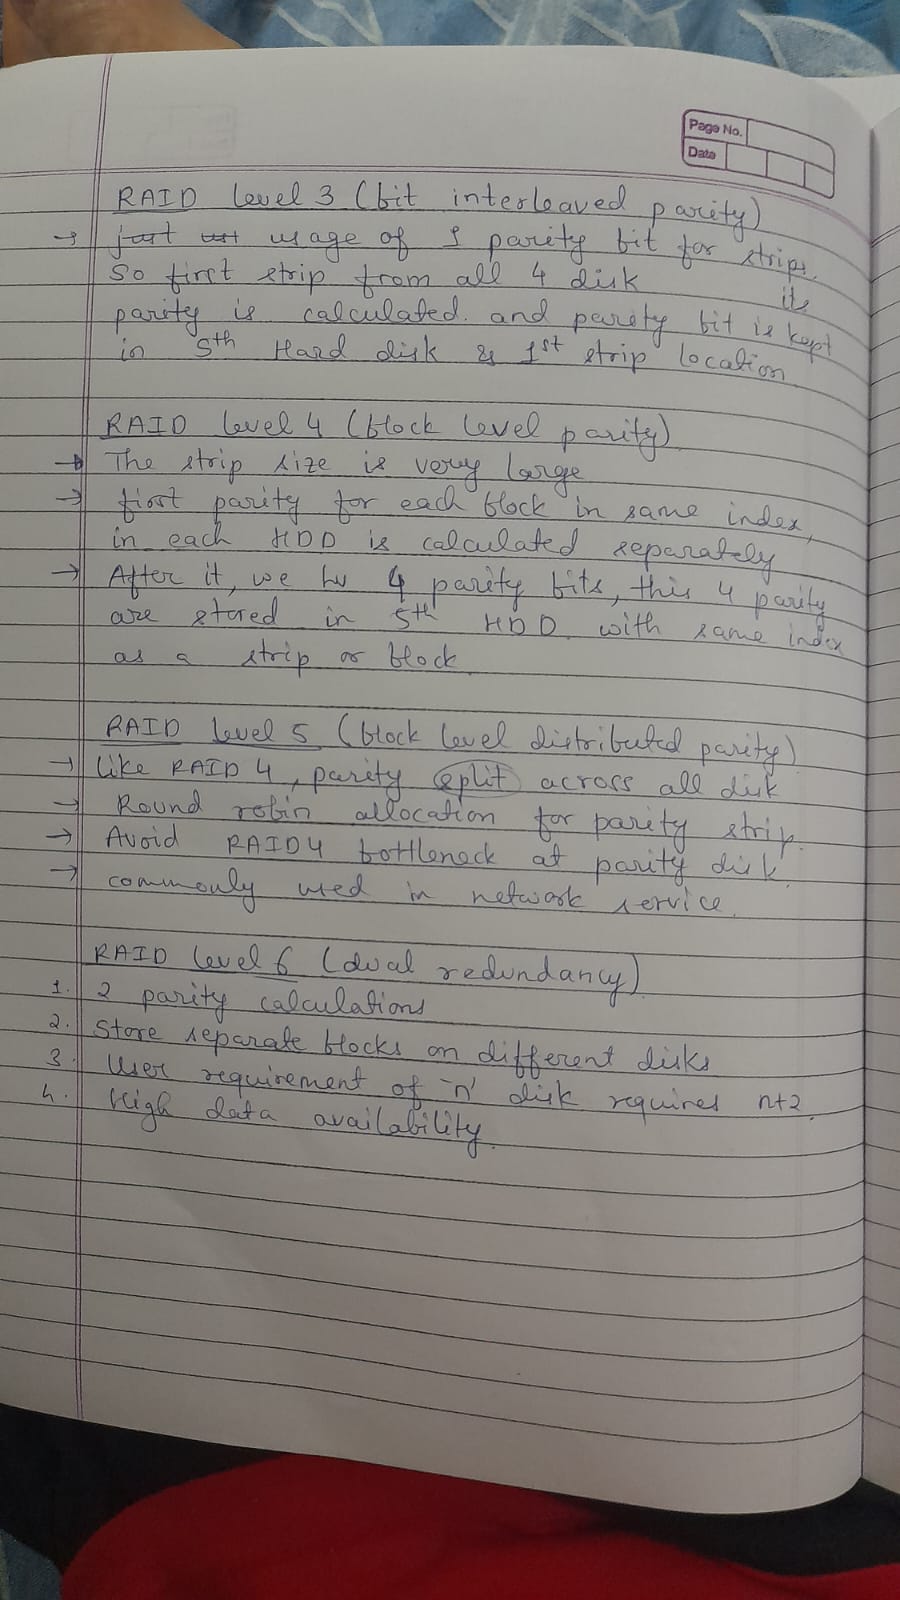 Page No.
Date
RAID Level 3 (bit interleaved parity)
→ just usage of 1 parity bit for strips.
So first strip from all 4 disk its
parity is calculated. and parity bit is kept
in 5th Hard disk & 1st strip location
RAID Level 4 (block Level parity)
→ The strip size is very large
→ first parity for each block in same index,
in each HDD is calculated separately
→ After it, we hv 4 parity bits, this 4 parity
are stored in 5th HDD. with same index
as a strip or block.
RAID Level 5 (block level distributed parity)
→ Like RAID 4, parity split across all disk
→ Round robin allocation for parity strip.
→ Avoid RAID4 bottleneck at parity disk.
→ commonly used in network service.
RAID Level 6 (dual redundancy)
1. 2 parity calculations
2. Store separate blocks on different disks
3. User requirement of 'n' disk requires n+2.
4. High data availability.